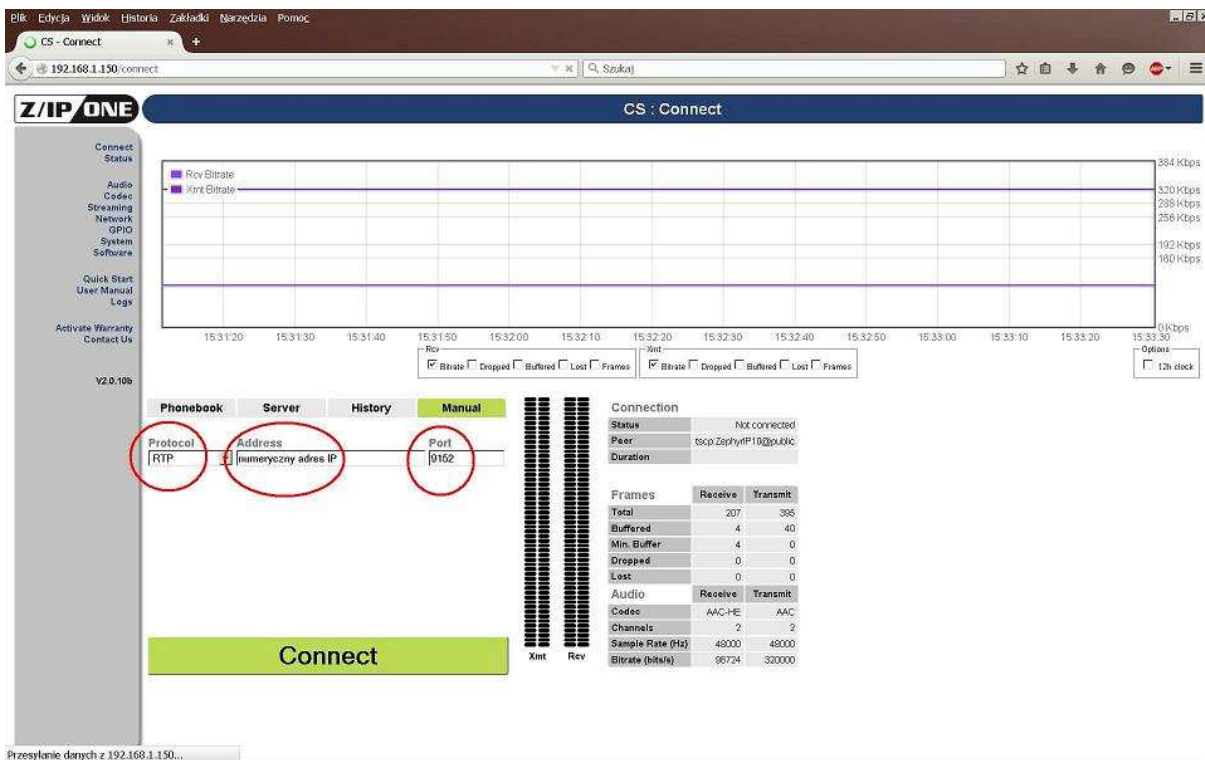 Plik Edycja Widok Historia Zakładki Narzędzia Pomoc
CS - Connect
192.168.1.150/connect
Szukaj
Z/IP ONE
CS : Connect
Connect
Status
Audio
Codec
Streaming
Network
GPIO
System
Software
Quick Start
User Manual
Logs
Activate Warranty
Contact Us
V2.0.10b
Rcv Bitrate
Xmt Bitrate
384 Kbps
320 Kbps
288 Kbps
256 Kbps
192 Kbps
160 Kbps
0 Kbps
15:31:20 15:31:30 15:31:40 15:31:50 15:32:00 15:32:10 15:32:20 15:32:30 15:32:40 15:32:50 15:33:00 15:33:10 15:33:20 15:33:30
Rcv
Bitrate Dropped Buffered Lost Frames
Xmt
Bitrate Dropped Buffered Lost Frames
Options
12h clock
Phonebook Server History Manual
Protocol Address Port
RTP numeryczny adres IP 9152
Connect
Xmt Rcv
Connection
Status Not connected
Peer tscp:ZephyrIP10@public
Duration
Frames Receive Transmit
Total 207 395
Buffered 4 40
Min. Buffer 4 0
Dropped 0 0
Lost 0 0
Audio Receive Transmit
Codec AAC-HE AAC
Channels 2 2
Sample Rate (Hz) 48000 48000
Bitrate (bits/s) 96724 320000
Przesyłanie danych z 192.168.1.150...